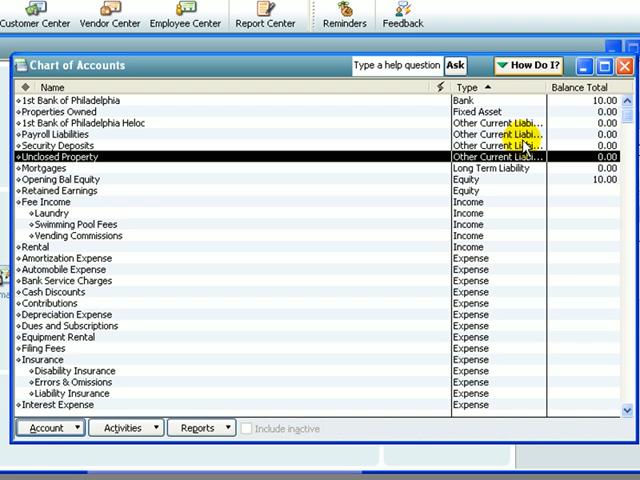 Customer Center Vendor Center Employee Center Report Center Reminders Feedback
Chart of Accounts Type a help question Ask How Do I?
Name Type Balance Total
1st Bank of Philadelphia Bank 10.00
Properties Owned Fixed Asset 0.00
1st Bank of Philadelphia Heloc Other Current Liabi... 0.00
Payroll Liabilities Other Current Liabi... 0.00
Security Deposits Other Current Liabi... 0.00
Unclosed Property Other Current Liabi... 0.00
Mortgages Long Term Liability 0.00
Opening Bal Equity Equity 10.00
Retained Earnings Equity
Fee Income Income
Laundry Income
Swimming Pool Fees Income
Vending Commissions Income
Rental Income
Amortization Expense Expense
Automobile Expense Expense
Bank Service Charges Expense
Cash Discounts Expense
Contributions Expense
Depreciation Expense Expense
Dues and Subscriptions Expense
Equipment Rental Expense
Filing Fees Expense
Insurance Expense
Disability Insurance Expense
Errors & Omissions Expense
Liability Insurance Expense
Interest Expense Expense
Account Activities Reports Include inactive